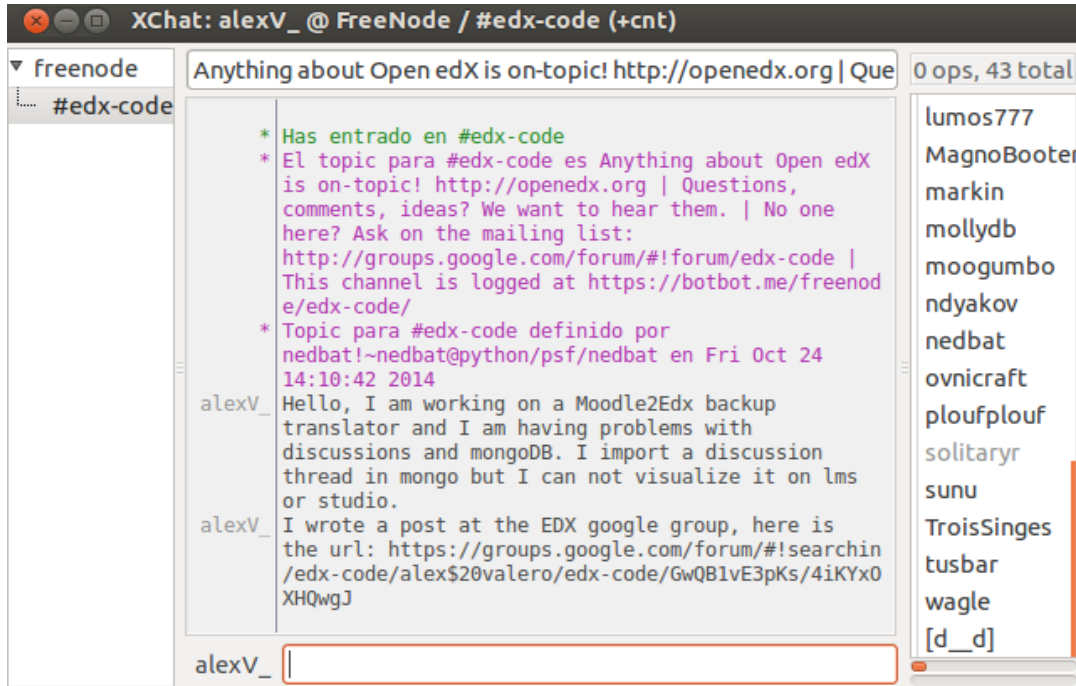 XChat: alexV_ @ FreeNode / #edx-code (+cnt)
freenode
#edx-code
Anything about Open edX is on-topic! http://openedx.org | Que
0 ops, 43 total
* Has entrado en #edx-code
* El topic para #edx-code es Anything about Open edX
is on-topic! http://openedx.org | Questions,
comments, ideas? We want to hear them. | No one
here? Ask on the mailing list:
http://groups.google.com/forum/#!forum/edx-code |
This channel is logged at https://botbot.me/freenod
e/edx-code/
* Topic para #edx-code definido por
nedbat!~nedbat@python/psf/nedbat en Fri Oct 24
14:10:42 2014
alexV_ Hello, I am working on a Moodle2Edx backup
translator and I am having problems with
discussions and mongoDB. I import a discussion
thread in mongo but I can not visualize it on lms
or studio.
alexV_ I wrote a post at the EDX google group, here is
the url: https://groups.google.com/forum/#!searchin
/edx-code/alex$20valero/edx-code/GwQB1vE3pKs/4iKYxO
XHQwgJ
alexV_
lumos777
MagnoBooter
markin
mollydb
moogumbo
ndyakov
nedbat
ovnicraft
ploufplouf
solitaryr
sunu
TroisSinges
tusbar
wagle
[d__d]